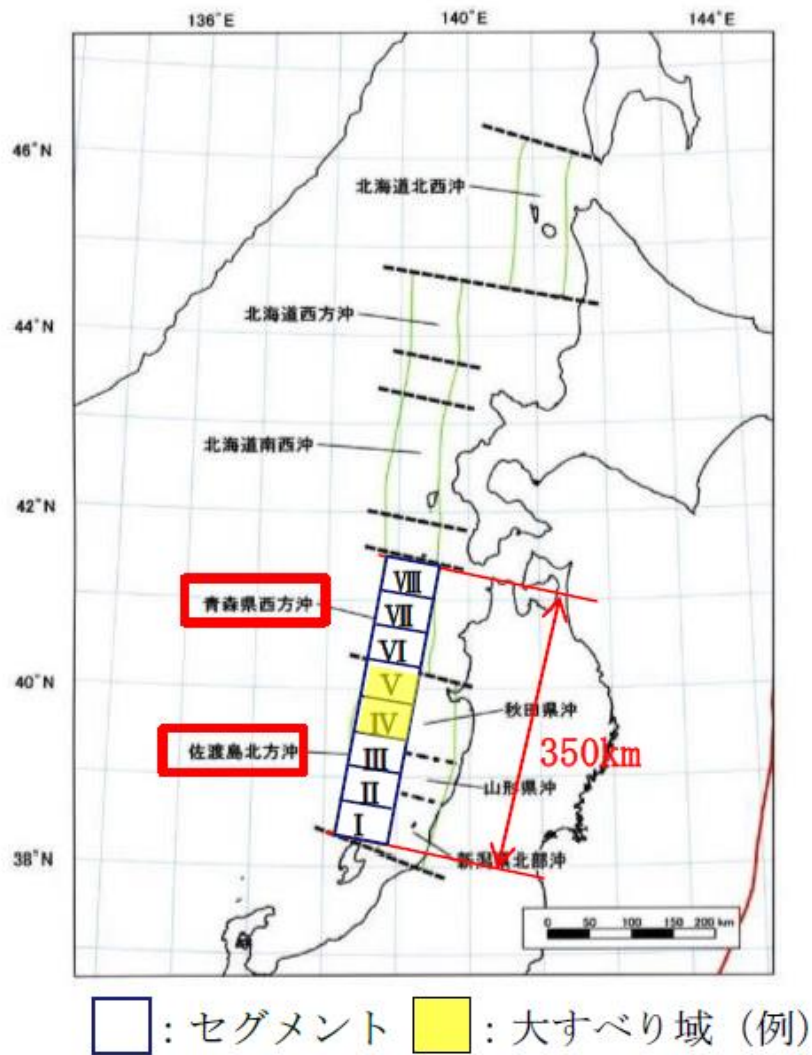 136°E
140°E
144°E
46°N
北海道北西沖
44°N
北海道西方沖
北海道南西沖
42°N
Ⅷ
青森県西方沖
Ⅶ
Ⅵ
40°N
Ⅴ
Ⅳ
秋田県沖
佐渡島北方沖
Ⅲ
350km
山形県沖
Ⅱ
Ⅰ
38°N
新潟県北部沖
0 50 100 150 200 km
：セグメント ：大すべり域（例）